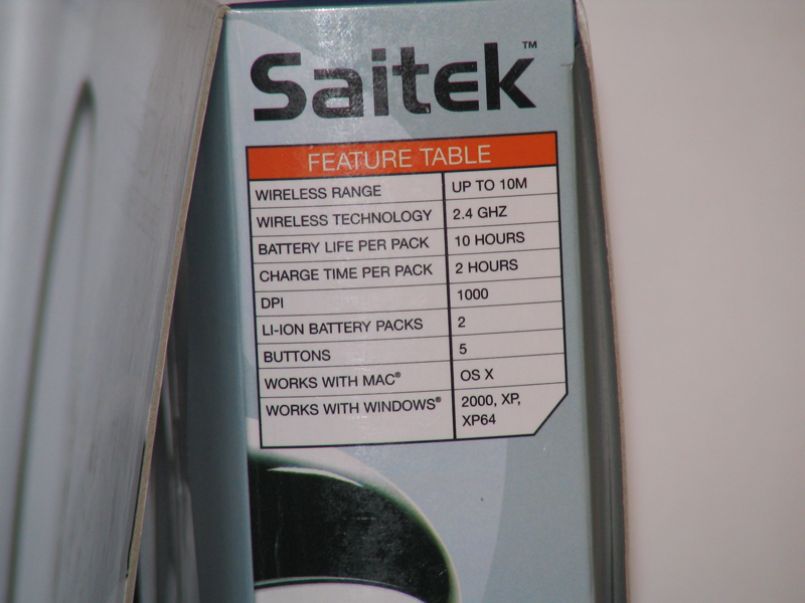 Saitek™
FEATURE TABLE
WIRELESS RANGE UP TO 10M
WIRELESS TECHNOLOGY 2.4 GHZ
BATTERY LIFE PER PACK 10 HOURS
CHARGE TIME PER PACK 2 HOURS
DPI 1000
LI-ION BATTERY PACKS 2
BUTTONS 5
WORKS WITH MAC® OS X
WORKS WITH WINDOWS® 2000, XP,
XP64